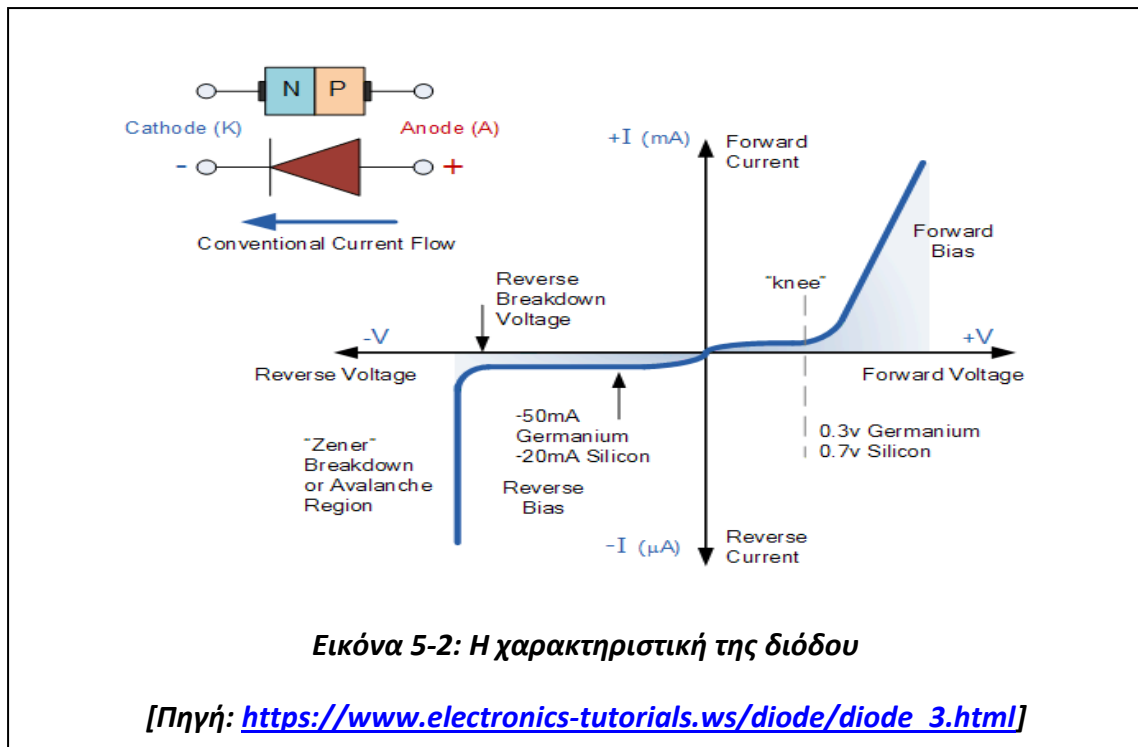 N P
Cathode (K)
Anode (A)
- +
Conventional Current Flow
+I (mA)
Forward
Current
Forward
Bias
"knee"
Reverse
Breakdown
Voltage
-V
+V
Reverse Voltage
Forward Voltage
-50mA
Germanium
-20mA Silicon
0.3v Germanium
0.7v Silicon
"Zener"
Breakdown
or Avalanche
Region
Reverse
Bias
-I (µA)
Reverse
Current
Εικόνα 5-2: Η χαρακτηριστική της διόδου
[Πηγή: https://www.electronics-tutorials.ws/diode/diode_3.html]